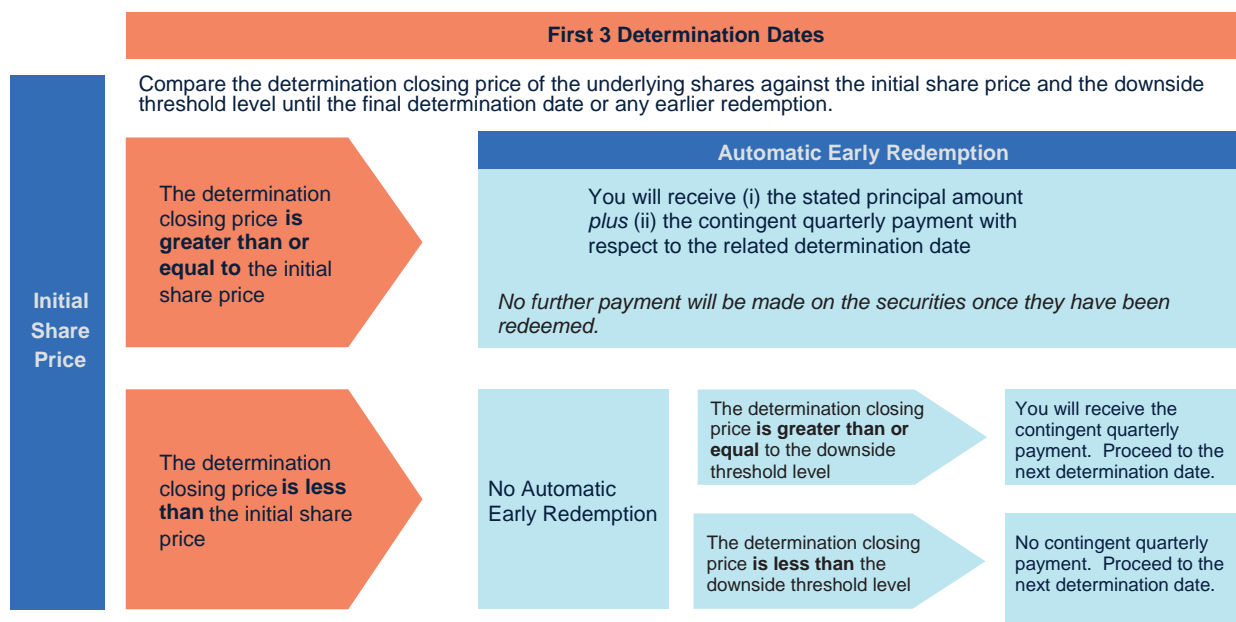 First 3 Determination Dates
Compare the determination closing price of the underlying shares against the initial share price and the downside
threshold level until the final determination date or any earlier redemption.
Initial
Share
Price
The determination
closing price is
greater than or
equal to the initial
share price
Automatic Early Redemption
You will receive (i) the stated principal amount
plus (ii) the contingent quarterly payment with
respect to the related determination date
No further payment will be made on the securities once they have been
redeemed.
The determination
closing price is less
than the initial share
price
No Automatic
Early Redemption
The determination closing
price is greater than or
equal to the downside
threshold level
You will receive the
contingent quarterly
payment. Proceed to the
next determination date.
The determination closing
price is less than the
downside threshold level
No contingent quarterly
payment. Proceed to the
next determination date.